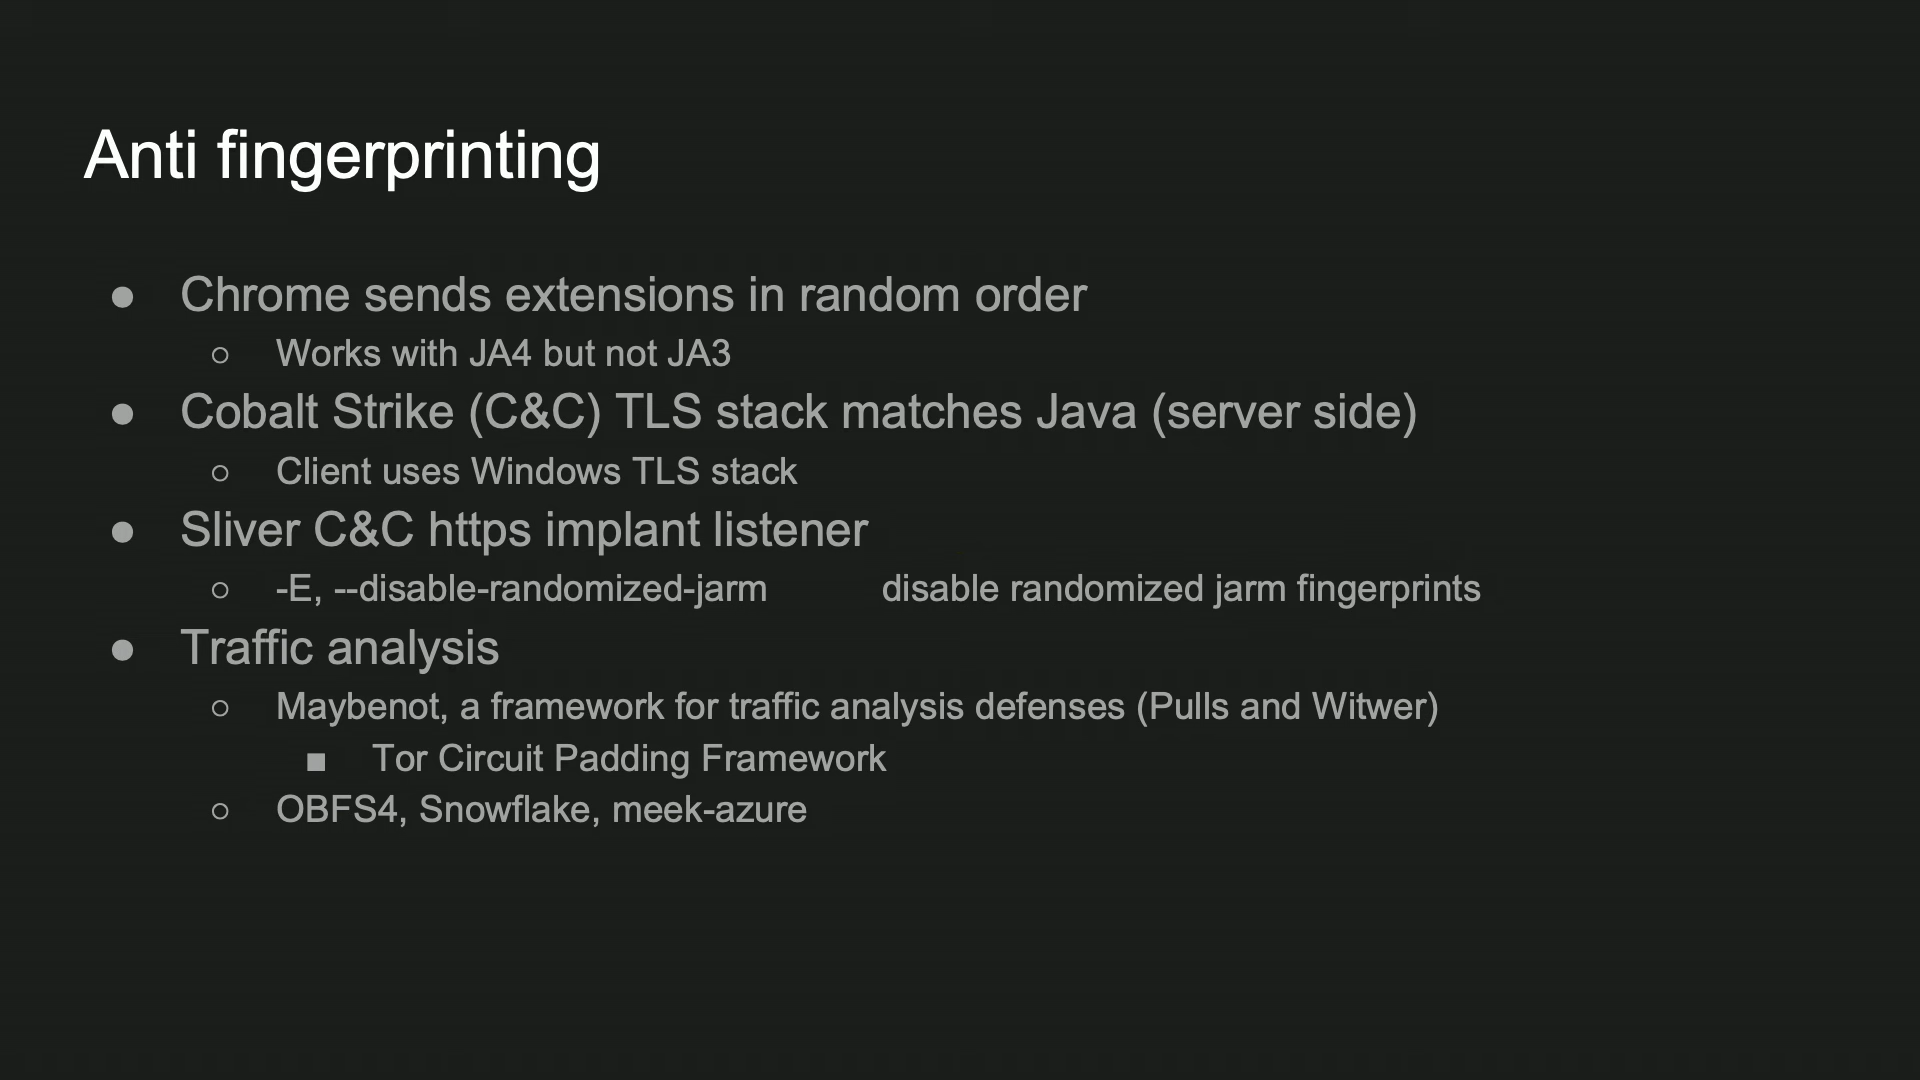 Anti fingerprinting
● Chrome sends extensions in random order
○ Works with JA4 but not JA3
● Cobalt Strike (C&C) TLS stack matches Java (server side)
○ Client uses Windows TLS stack
● Sliver C&C https implant listener
○ -E, --disable-randomized-jarm disable randomized jarm fingerprints
● Traffic analysis
○ Maybenot, a framework for traffic analysis defenses (Pulls and Witwer)
■ Tor Circuit Padding Framework
○ OBFS4, Snowflake, meek-azure